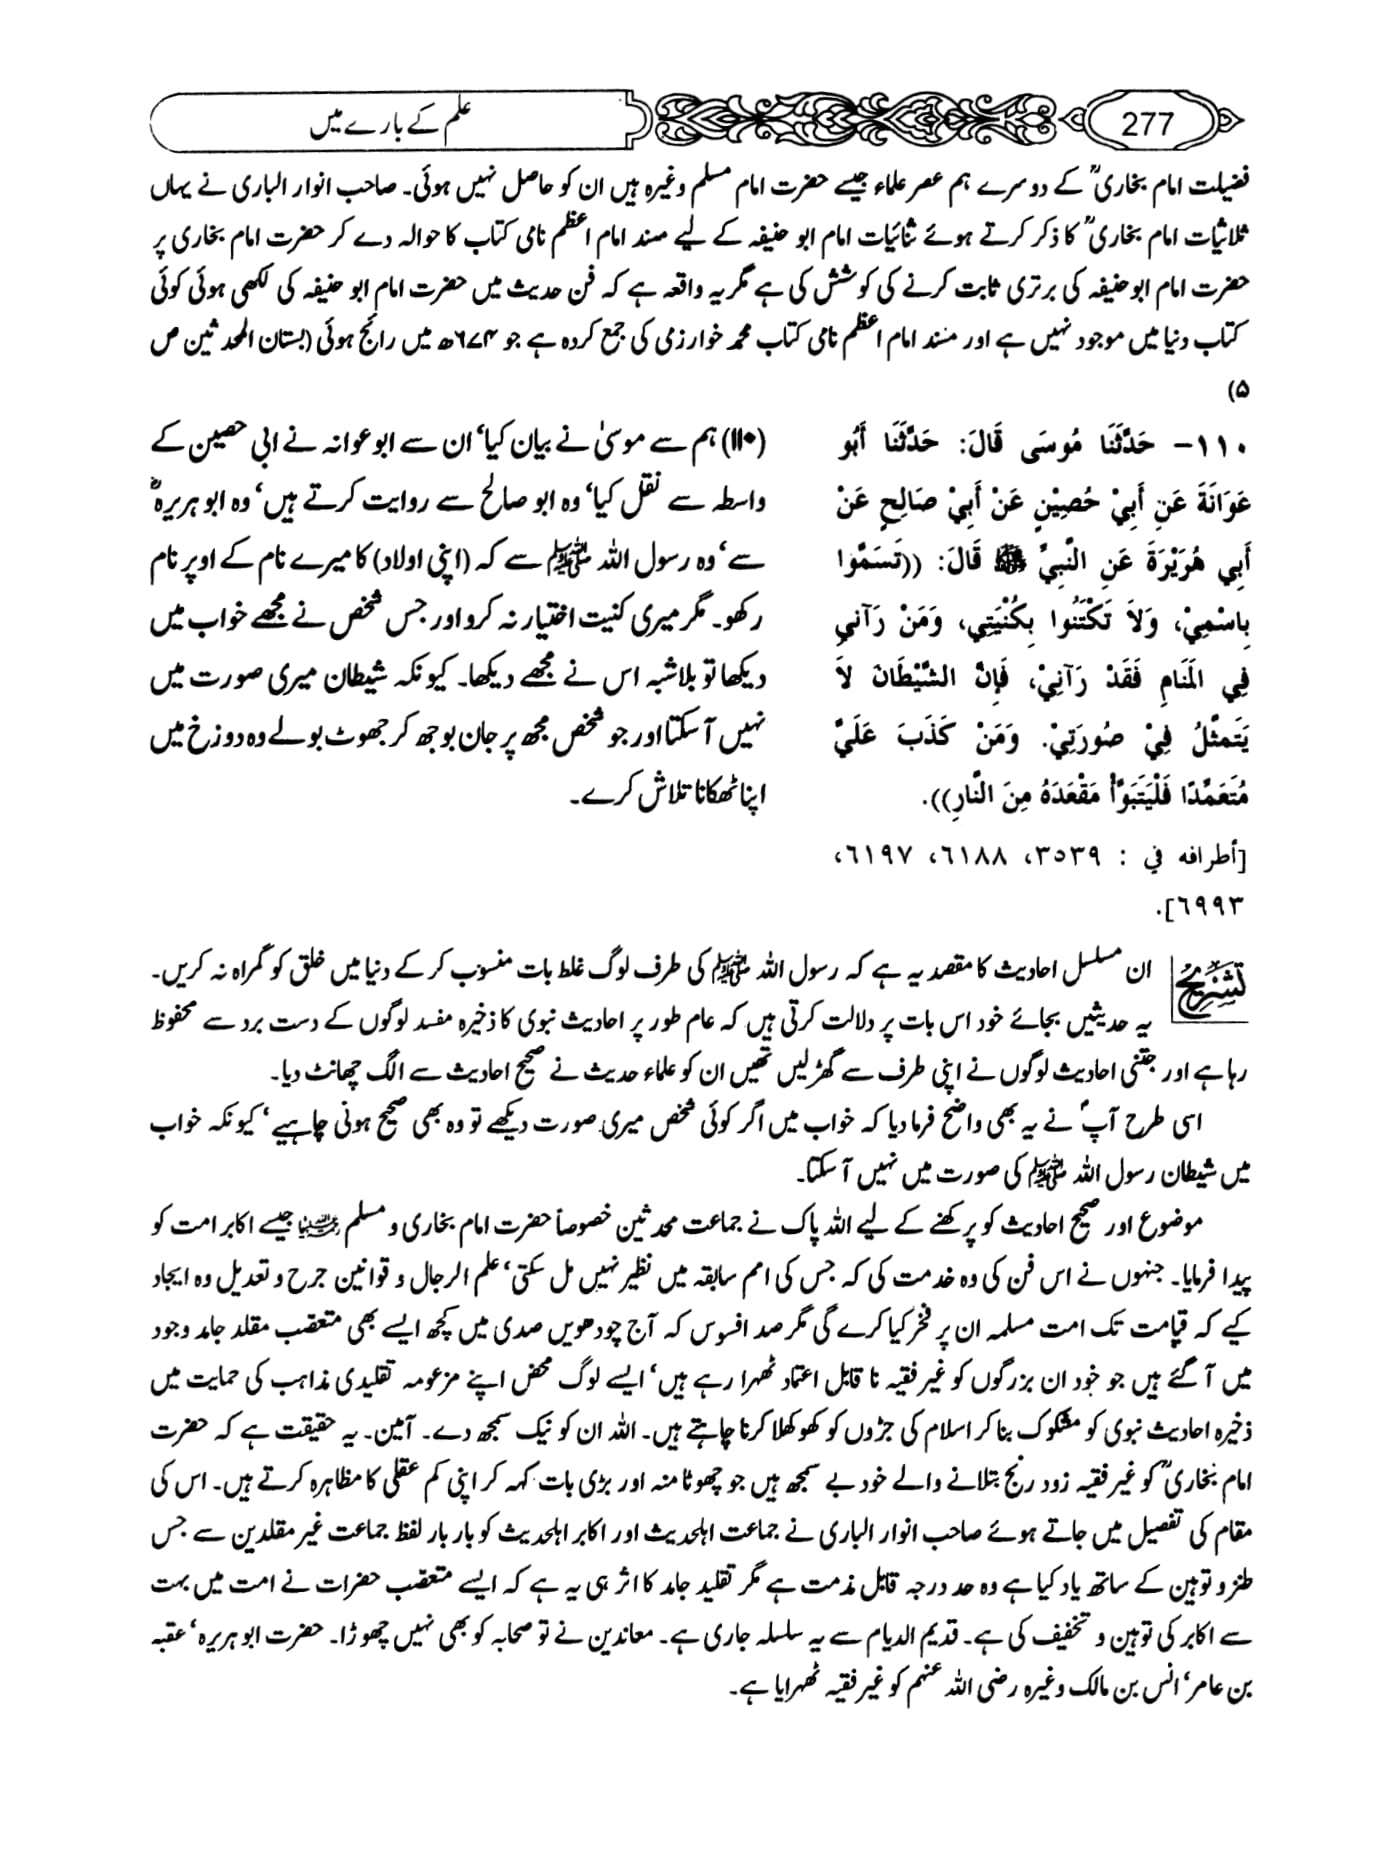 علم کے بارے میں
277
فضیلت امام بخاریؒ کے دوسرے ہم عصر علماء جیسے حضرت امام مسلم وغیرہ ہیں ان کو حاصل نہیں ہوئی۔ صاحب انوار الباری نے یہاں
ثلاثیات امام بخاریؒ کا ذکر کرتے ہوئے ثنائیات امام ابو حنیفہ کے لیے مسند امام اعظم نامی کتاب کا حوالہ دے کر حضرت امام بخاری پر
حضرت امام ابو حنیفہ کی برتری ثابت کرنے کی کوشش کی ہے مگر یہ واقعہ ہے کہ فن حدیث میں حضرت امام ابو حنیفہ کی لکھی ہوئی کوئی
کتاب دنیا میں موجود نہیں ہے اور مسند امام اعظم نامی کتاب محمد خوارزمی کی جمع کردہ ہے جو ۶۷۴ھ میں رائج ہوئی (بستان المحدثین ص
۵)
١١٠- حَدَّثَنَا مُوسَى قَالَ: حَدَّثَنَا أَبُو
عَوَانَةَ عَنِ أَبِيْ حُصِيْنٍ عَنْ أَبِيْ صَالِحٍ عَنْ
أَبِي هُرَيْرَةَ عَنِ النَّبِيِّ ﷺ قَالَ: ((تَسَمَّوا
بِاسْمِيْ، وَلاَ تَكْتَنُوا بِكُنْيَتِي، وَمَنْ رَآنِي
فِي المَنَامِ فَقَدْ رَآنِيْ، فَإِنَّ الشَّيْطَانَ لاَ
يَتَمَثَّلُ فِيْ صُورَتِيْ. وَمَنْ كَذَبَ عَلَيَّ
مُتَعَمِّدًا فَلْيَتَبَوَّأْ مَقْعَدَهُ مِنَ النَّارِ)).
[أطرافه في : ٣٥٣٩، ٦١٨٨، ٦١٩٧،
٦٩٩٣].
(۱۱۰) ہم سے موسیٰ نے بیان کیا‘ ان سے ابوعوانہ نے ابی حصین کے
واسطہ سے نقل کیا‘ وہ ابو صالح سے روایت کرتے ہیں‘ وہ ابو ہریرہؓ
سے‘ وہ رسول اللہ ﷺ سے کہ (اپنی اولاد) کا میرے نام کے اوپر نام
رکھو۔ مگر میری کنیت اختیار نہ کرو اور جس شخص نے مجھے خواب میں
دیکھا تو بلاشبہ اس نے مجھے دیکھا۔ کیونکہ شیطان میری صورت میں
نہیں آ سکتا اور جو شخص مجھ پر جان بوجھ کر جھوٹ بولے وہ دوزخ میں
اپنا ٹھکانا تلاش کرے۔
تشریح ان مسلسل احادیث کا مقصد یہ ہے کہ رسول اللہ ﷺ کی طرف لوگ غلط بات منسوب کر کے دنیا میں خلق کو گمراہ نہ کریں۔
یہ حدیثیں بجائے خود اس بات پر دلالت کرتی ہیں کہ عام طور پر احادیث نبوی کا ذخیرہ مفسد لوگوں کے دست برد سے محفوظ
رہا ہے اور جتنی احادیث لوگوں نے اپنی طرف سے گھڑ لیں تھیں ان کو علماء حدیث نے صحیح احادیث سے الگ چھانٹ دیا۔
اسی طرح آپؐ نے یہ بھی واضح فرما دیا کہ خواب میں اگر کوئی شخص میری صورت دیکھے تو وہ بھی صحیح ہونی چاہیے‘ کیونکہ خواب
میں شیطان رسول اللہ ﷺ کی صورت میں نہیں آ سکتا۔
موضوع اور صحیح احادیث کو پرکھنے کے لیے اللہ پاک نے جماعت محدثین خصوصاً حضرت امام بخاری و مسلم جیسے اکابر امت کو
پیدا فرمایا۔ جنہوں نے اس فن کی وہ خدمت کی کہ جس کی امم سابقہ میں نظیر نہیں مل سکتی‘ علم الرجال و قوانین جرح و تعدیل وہ ایجاد
کیے کہ قیامت تک امت مسلمہ ان پر فخر کیا کرے گی مگر صد افسوس کہ آج چودھویں صدی میں کچھ ایسے بھی متعصب مقلد جامد وجود
میں آ گئے ہیں جو خود ان بزرگوں کو غیر فقیہ نا قابل اعتماد ٹھہرا رہے ہیں‘ ایسے لوگ محض اپنے مزعومہ تقلیدی مذاہب کی حمایت میں
ذخیرہ احادیث نبوی کو مشکوک بنا کر اسلام کی جڑوں کو کھوکھلا کرنا چاہتے ہیں۔ اللہ ان کو نیک سمجھ دے۔ آمین۔ یہ حقیقت ہے کہ حضرت
امام بخاریؒ کو غیر فقیہ زود رنج بتلانے والے خود بے سمجھ ہیں جو چھوٹا منہ اور بڑی بات کہہ کر اپنی کم عقلی کا مظاہرہ کرتے ہیں۔ اس کی
مقام کی تفصیل میں جاتے ہوئے صاحب انوار الباری نے جماعت اہلحدیث اور اکابر اہلحدیث کو بار بار لفظ جماعت غیر مقلدین سے جس
طنز و توہین کے ساتھ یاد کیا ہے وہ حد درجہ قابل مذمت ہے مگر تقلید جامد کا اثر ہی یہ ہے کہ ایسے متعصب حضرات نے امت میں بہت
سے اکابر کی توہین و تخفیف کی ہے۔ قدیم الدیام سے یہ سلسلہ جاری ہے۔ معاندین نے تو صحابہ کو بھی نہیں چھوڑا۔ حضرت ابو ہریرہ‘ عقبہ
بن عامر‘ انس بن مالک وغیرہ رضی اللہ عنہم کو غیر فقیہ ٹھہرایا ہے۔